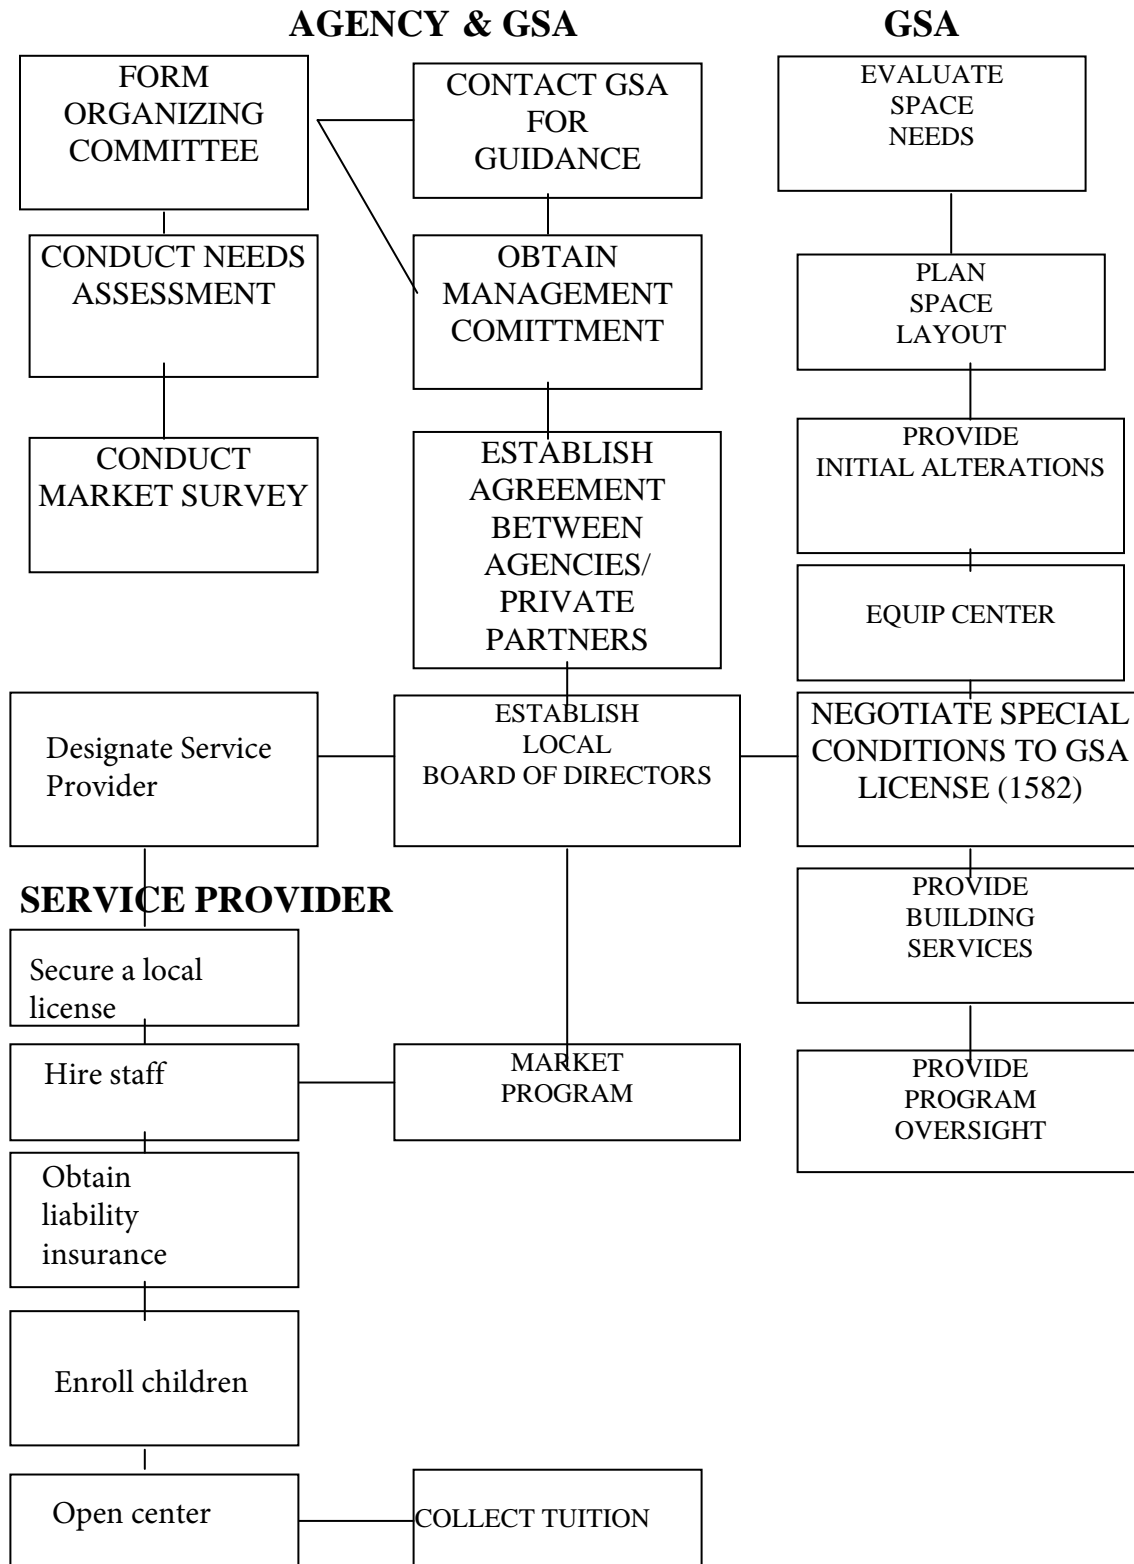 AGENCY & GSA
GSA
FORM
ORGANIZING
COMMITTEE
CONTACT GSA
FOR
GUIDANCE
EVALUATE
SPACE
NEEDS
CONDUCT NEEDS
ASSESSMENT
OBTAIN
MANAGEMENT
COMITTMENT
PLAN
SPACE
LAYOUT
CONDUCT
MARKET SURVEY
ESTABLISH
AGREEMENT
BETWEEN
AGENCIES/
PRIVATE
PARTNERS
PROVIDE
INITIAL ALTERATIONS
EQUIP CENTER
Designate Service
Provider
ESTABLISH
LOCAL
BOARD OF DIRECTORS
NEGOTIATE SPECIAL
CONDITIONS TO GSA
LICENSE (1582)
SERVICE PROVIDER
PROVIDE
BUILDING
SERVICES
Secure a local
license
Hire staff
MARKET
PROGRAM
PROVIDE
PROGRAM
OVERSIGHT
Obtain
liability
insurance
Enroll children
Open center
COLLECT TUITION